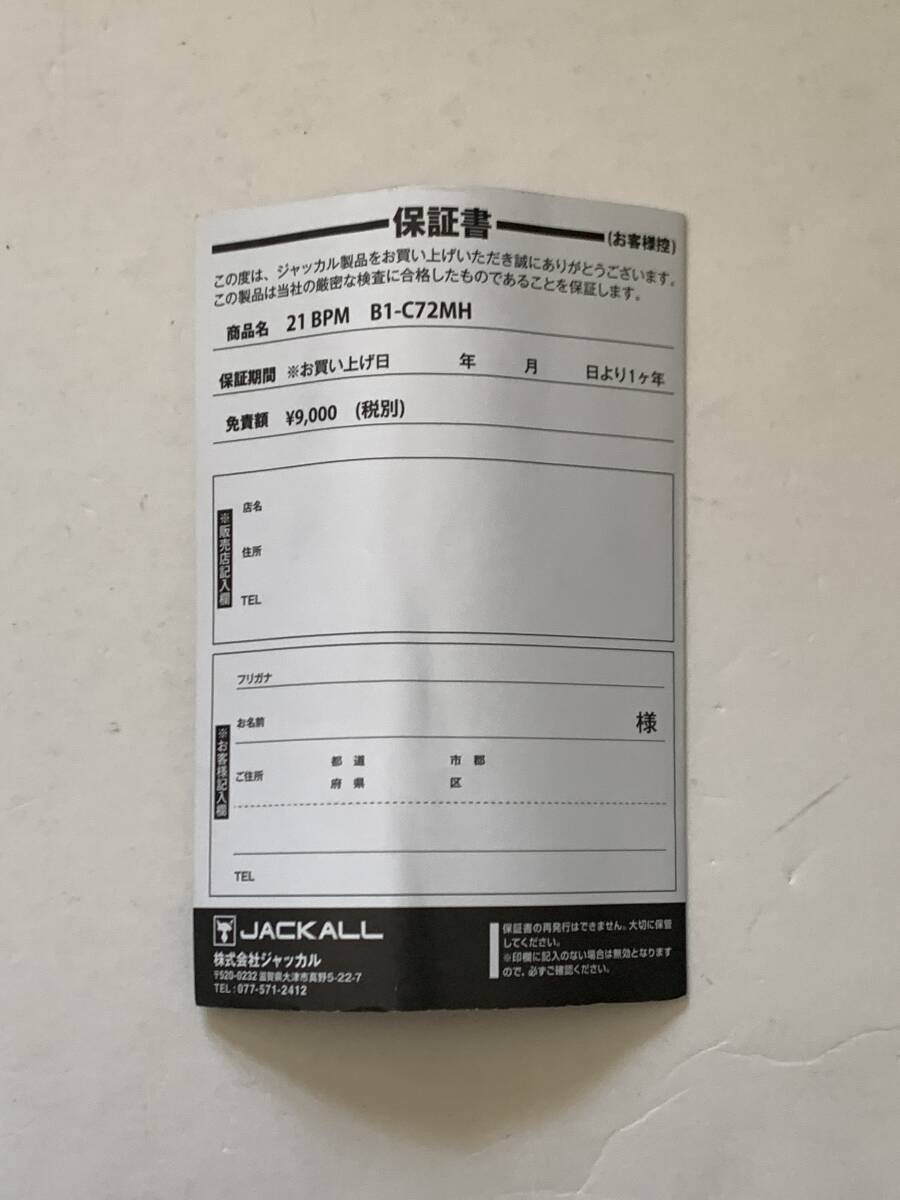 保証書
(お客様控)
この度は、ジャッカル製品をお買い上げいただき誠にありがとうございます。
この製品は当社の厳密な検査に合格したものであることを保証します。
商品名 21 BPM B1-C72MH
保証期間 ※お買い上げ日 年 月 日より1ヶ年
免責額 ¥9,000 (税別)
※販売店記入欄
店名
住所
TEL
※お客様記入欄
フリガナ
お名前 様
ご住所 都道 市郡
府県 区
TEL
JACKALL
株式会社ジャッカル
〒520-0232 滋賀県大津市真野5-22-7
TEL:077-571-2412
保証書の再発行はできません。大切に保管
してください。
※印欄に記入のない場合は無効となります
ので、必ずご確認ください。